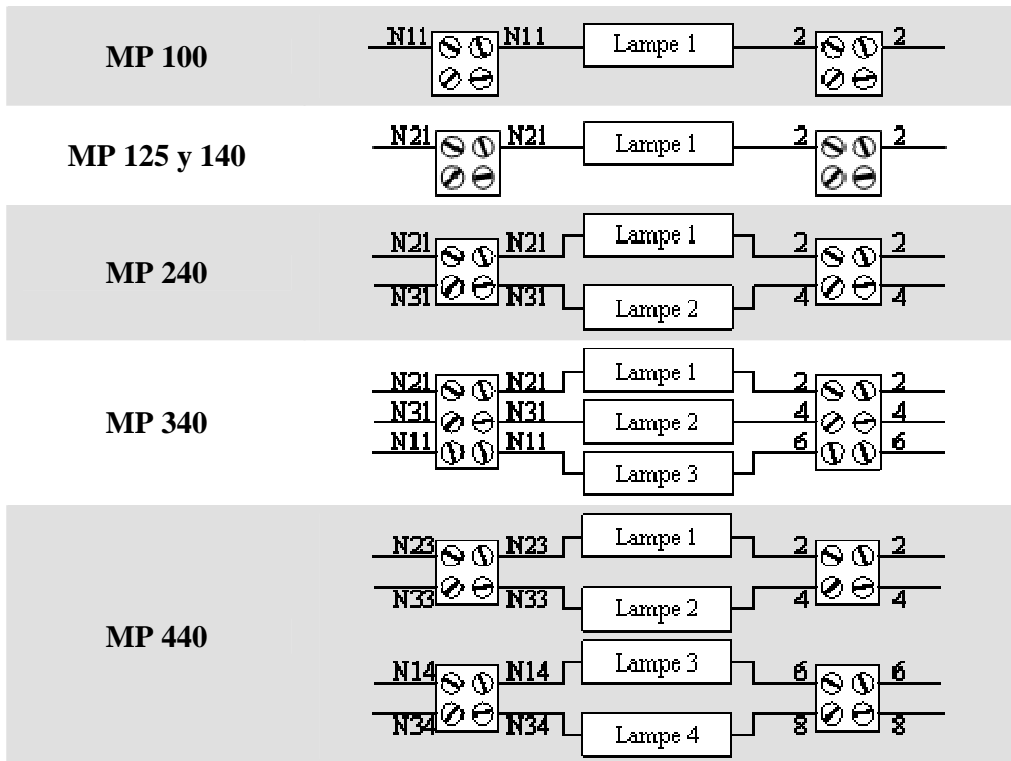 MP 100
N11 N11 Lampe 1 2 2
MP 125 y 140
N21 N21 Lampe 1 2 2
MP 240
N21 N21 Lampe 1 2 2
N31 N31 Lampe 2 4 4
MP 340
N21 N21 Lampe 1 2 2
N31 N31 Lampe 2 4 4
N11 N11 Lampe 3 6 6
MP 440
N23 N23 Lampe 1 2 2
N33 N33 Lampe 2 4 4
N14 N14 Lampe 3 6 6
N34 N34 Lampe 4 8 8